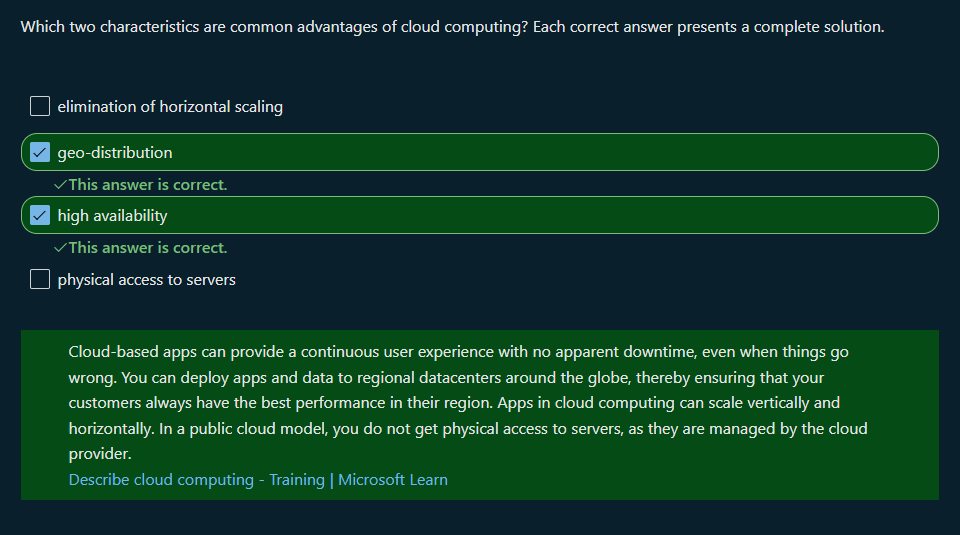 Which two characteristics are common advantages of cloud computing? Each correct answer presents a complete solution.
elimination of horizontal scaling
geo-distribution
This answer is correct.
high availability
This answer is correct.
physical access to servers
Cloud-based apps can provide a continuous user experience with no apparent downtime, even when things go
wrong. You can deploy apps and data to regional datacenters around the globe, thereby ensuring that your
customers always have the best performance in their region. Apps in cloud computing can scale vertically and
horizontally. In a public cloud model, you do not get physical access to servers, as they are managed by the cloud
provider.
Describe cloud computing - Training | Microsoft Learn